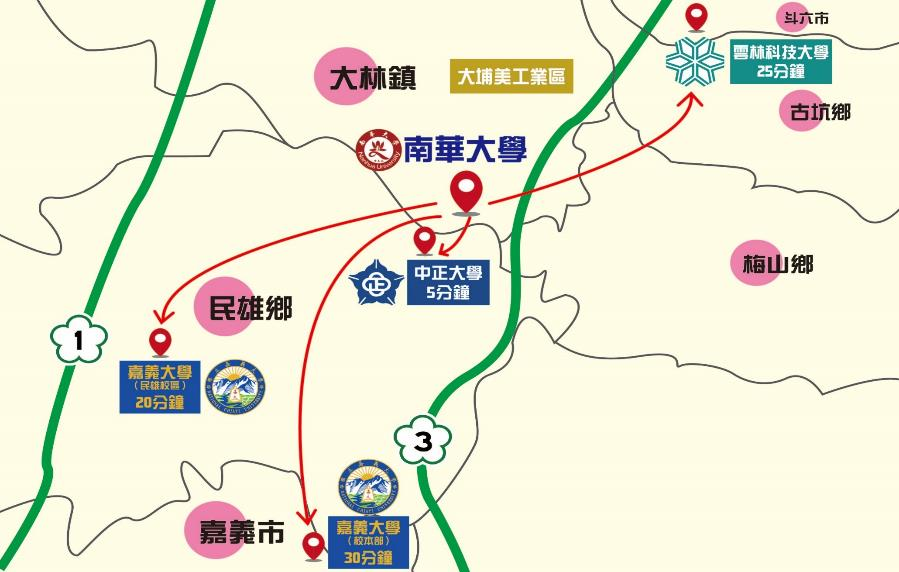 斗六市
雲林科技大學
25分鐘
大林鎮
大埔美工業區
古坑鄉
南華大學
梅山鄉
中正大學
5分鐘
民雄鄉
1
嘉義大學
(民雄校區)
20分鐘
3
嘉義市
嘉義大學
(校本部)
30分鐘